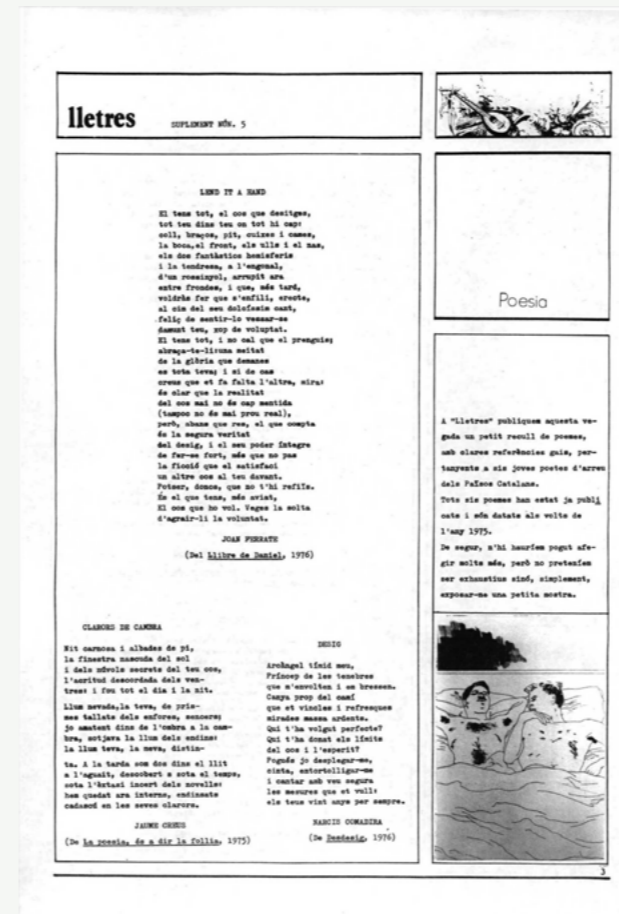 lletres
SUPLEMENT NÚM. 5
LEND IT A HAND
El tens tot, el cos que desitges,
tot teu dins teu on tot hi cap:
coll, braços, pit, cuixes i cames,
la boca,el front, els ulls i el nas,
els dos fantàstics hemisferis
i la tendresa, a l'engonal,
d'un rossinyol, arrupit ara
entre frondes, i que, més tard,
voldràs fer que s'enfili, erecte,
al cim del seu dolcíssim cant,
feliç de sentir-lo vessar-se
damunt teu, xop de voluptat.
El tens tot, i no cal que el prenguis;
abraça-te-li:una meitat
de la glòria que demanes
es tota teva; i si de cas
creus que et fa falta l'altra, mira:
és clar que la realitat
del cos mai no és cap mentida
(tampoc no és mai prou real),
però, abans que res, el que compta
és la segura veritat
del desig, i el seu poder íntegre
de fer-se fort, més que no pas
la ficció que el satisfaci
un altre cos al teu davant.
Potser, doncs, que no t'hi refiïs.
És el que tens, més aviat,
El cos que ho vol. Veges la solta
d'agrair-li la voluntat.
JOAN FERRATE
(Del Llibre de Daniel, 1976)
CLARORS DE CAMBRA
Nit carnosa i albades de pi,
la finestra nascuda del sol
i dels núvols secrets del teu cos,
l'acritud descordada dels ven-
tres: i fou tot el dia i la nit.
Llum nevada,la teva, de pris-
mes tallats dels enfores, sencers;
jo amatent dins de l'ombra a la cam-
bra, sotjava la llum dels endins:
la llum teva, la meva, distin-
ta. A la tarda som dos dins el llit
a l'aguait, descobert a sota el temps,
sota l'èxtasi incert dels novells:
hem quedat ara interns, endinsats
cadascú en les seves clarors.
JAUME CREUS
(De La poesia, és a dir la follia, 1975)
DESIG
Arcàngel tímid meu,
Príncep de les tenebres
que m'envolten i em bressen.
Canya prop del camí
que et vincles i refresques
mirades massa ardents.
Qui t'ha volgut perfecte?
Qui t'ha donat els límits
del cos i l'esperit?
Pogués jo desplegar-me,
cinta, entortolligar-me
i cantar amb veu segura
les mesures que et vull:
els teus vint anys per sempre.
NARCIS COMADIRA
(De Desdesig, 1976)
Poesia
A "Lletres" publiquem aquesta ve-
gada un petit recull de poemes,
amb clares referències gais, per-
tanyents a sis joves poetes d'arreu
dels Països Catalans.
Tots sis poemes han estat ja publi
cats i són datats als volts de
l'any 1975.
De segur, n'hi hauríem pogut afe-
gir molts més, però no preteníem
ser exhaustius sinó, simplement,
exposar-ne una petita mostra.
3